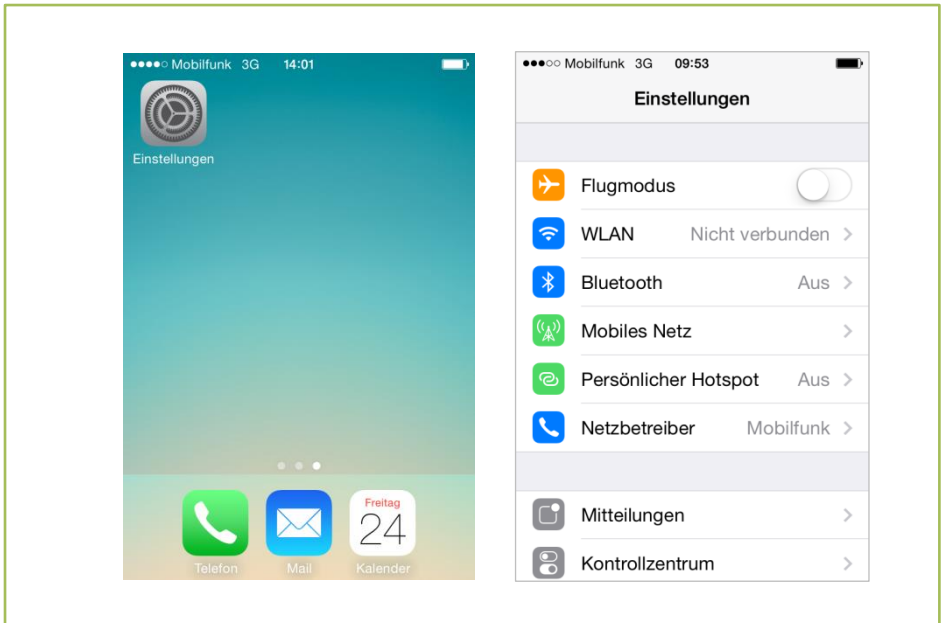 Mobilfunk 3G 14:01
Einstellungen
Freitag
24
Telefon Mail Kalender
Mobilfunk 3G 09:53
Einstellungen
Flugmodus
WLAN Nicht verbunden
Bluetooth Aus
Mobiles Netz
Persönlicher Hotspot Aus
Netzbetreiber Mobilfunk
Mitteilungen
Kontrollzentrum